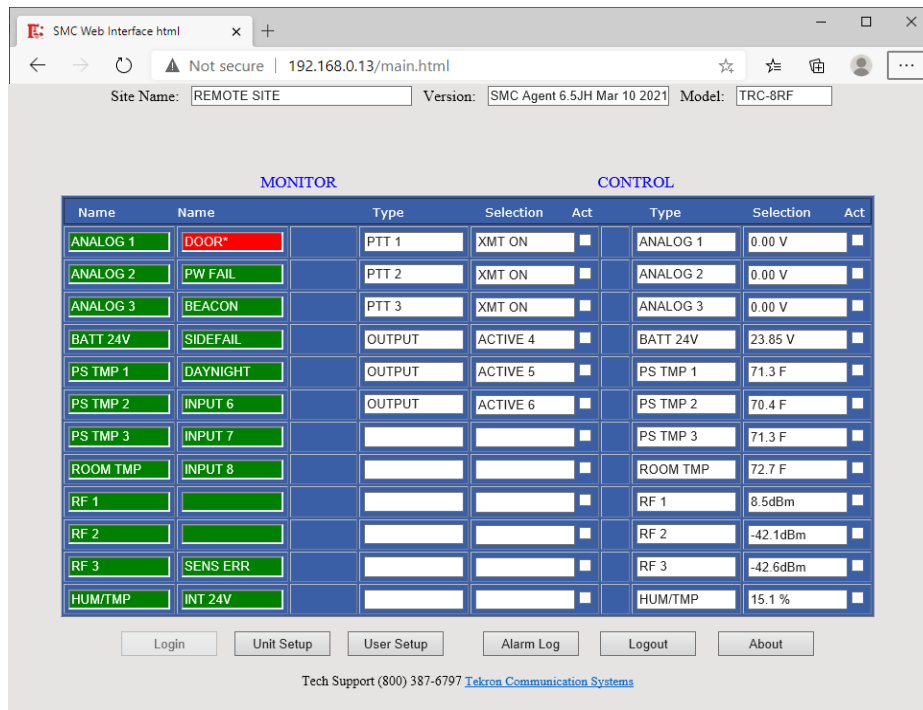 SMC Web Interface html
Not secure 192.168.0.13/main.html
Site Name: REMOTE SITE Version: SMC Agent 6.5JH Mar 10 2021 Model: TRC-8RF
MONITOR CONTROL
Name Name Type Selection Act Type Selection Act
ANALOG 1 DOOR* PTT 1 XMT ON ANALOG 1 0.00 V
ANALOG 2 PW FAIL PTT 2 XMT ON ANALOG 2 0.00 V
ANALOG 3 BEACON PTT 3 XMT ON ANALOG 3 0.00 V
BATT 24V SIDEFAIL OUTPUT ACTIVE 4 BATT 24V 23.85 V
PS TMP 1 DAYNIGHT OUTPUT ACTIVE 5 PS TMP 1 71.3 F
PS TMP 2 INPUT 6 OUTPUT ACTIVE 6 PS TMP 2 70.4 F
PS TMP 3 INPUT 7 PS TMP 3 71.3 F
ROOM TMP INPUT 8 ROOM TMP 72.7 F
RF 1 RF 1 8.5dBm
RF 2 RF 2 -42.1dBm
RF 3 SENS ERR RF 3 -42.6dBm
HUM/TMP INT 24V HUM/TMP 15.1 %
Login Unit Setup User Setup Alarm Log Logout About
Tech Support (800) 387-6797 Tekron Communication Systems